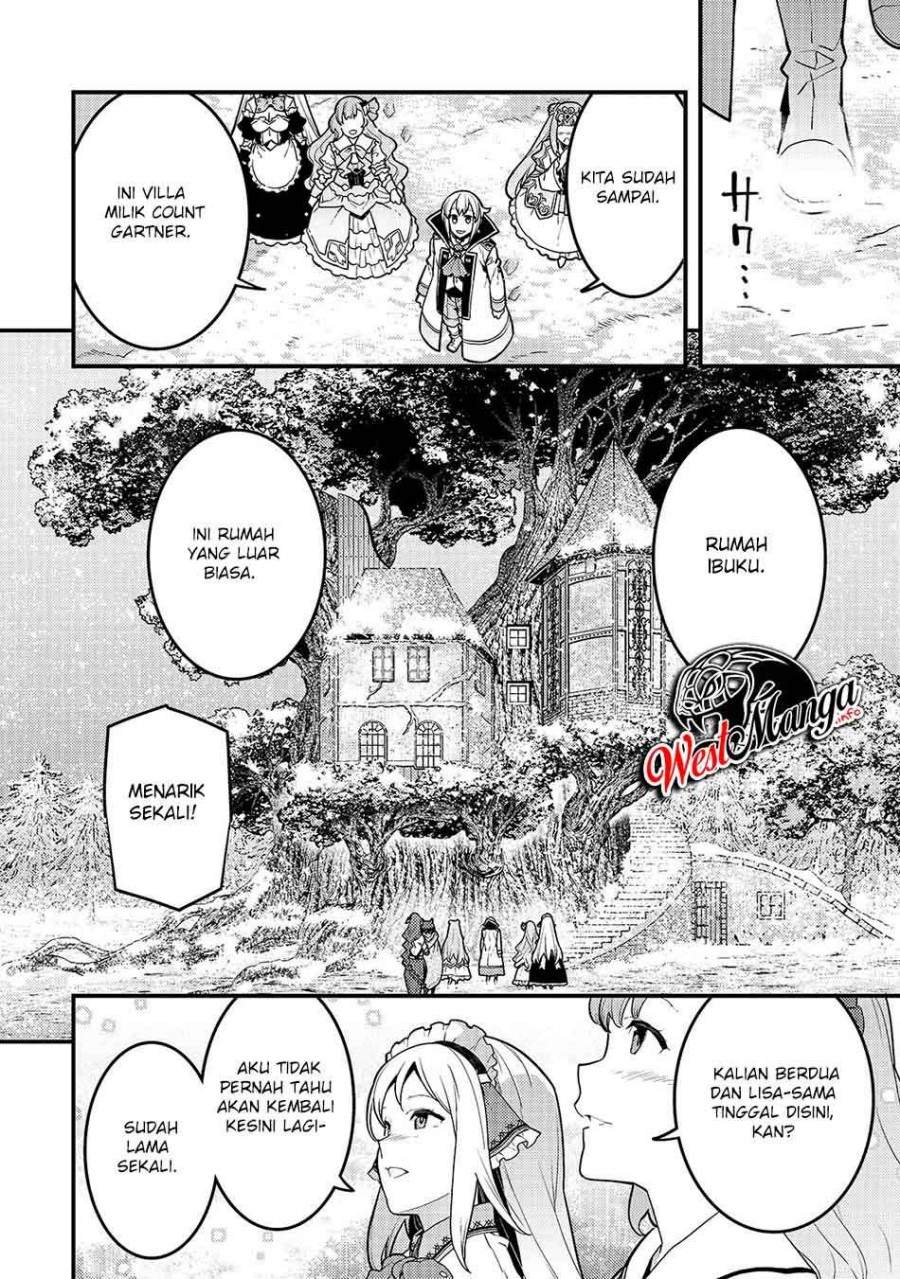 ザワ…
KITA SUDAH
SAMPAI.
INI VILLA
MILIK COUNT
GARTNER.
RUMAH
IBUKU.
INI RUMAH
YANG LUAR
BIASA.
WESTMANGA
.info
MENARIK
SEKALI!
KALIAN BERDUA
DAN LISA-SAMA
TINGGAL DISINI,
KAN?
AKU TIDAK
PERNAH TAHU
AKAN KEMBALI
KESINI LAGI-
SUDAH
LAMA
SEKALI.